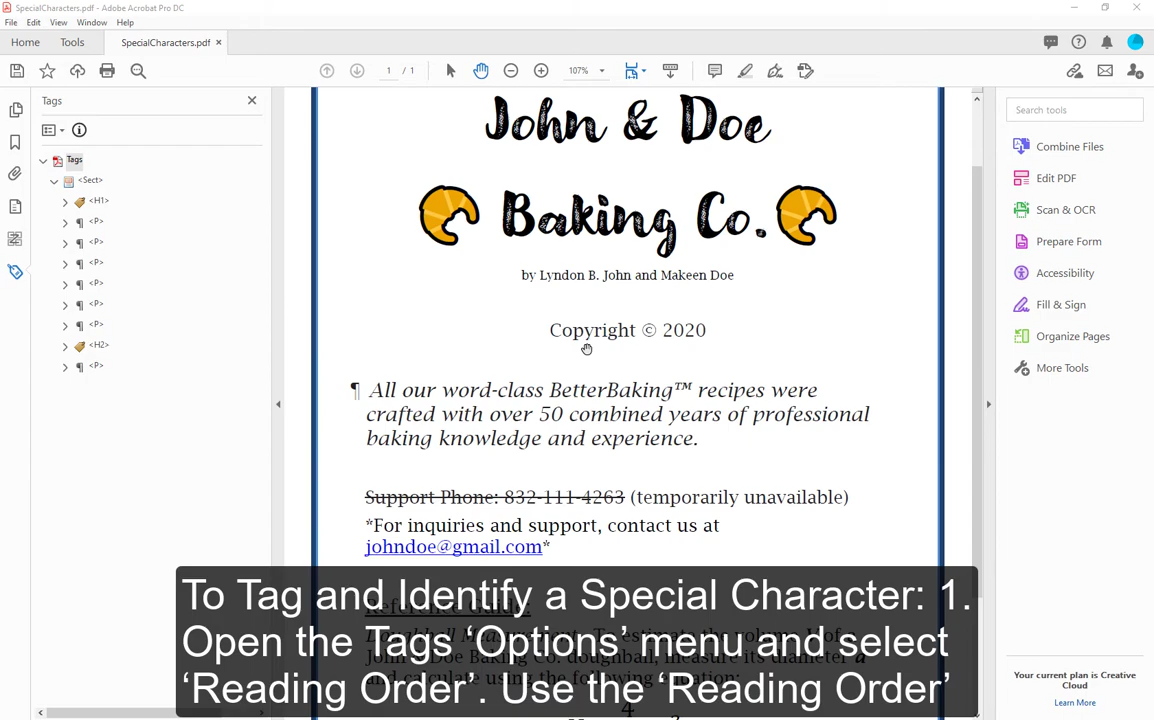 SpecialCharacters.pdf - Adobe Acrobat Pro DC
File Edit View Window Help
Home Tools SpecialCharacters.pdf ×
1 / 1 107%
Tags
Tags
<Sect>
<H1>
<P>
<P>
<P>
<P>
<P>
<P>
<H2>
<P>
John & Doe
Baking Co.
by Lyndon B. John and Makeen Doe
Copyright © 2020
¶ All our word-class BetterBaking™ recipes were
crafted with over 50 combined years of professional
baking knowledge and experience.
Support Phone: 832-111-4263 (temporarily unavailable)
*For inquiries and support, contact us at
johndoe@gmail.com*
Reference Guide:
Search tools
Combine Files
Edit PDF
Scan & OCR
Prepare Form
Accessibility
Fill & Sign
Organize Pages
More Tools
Your current plan is Creative
Cloud
Learn More
To Tag and Identify a Special Character: 1.
Open the Tags ‘Options’ menu and select
‘Reading Order’. Use the ‘Reading Order’